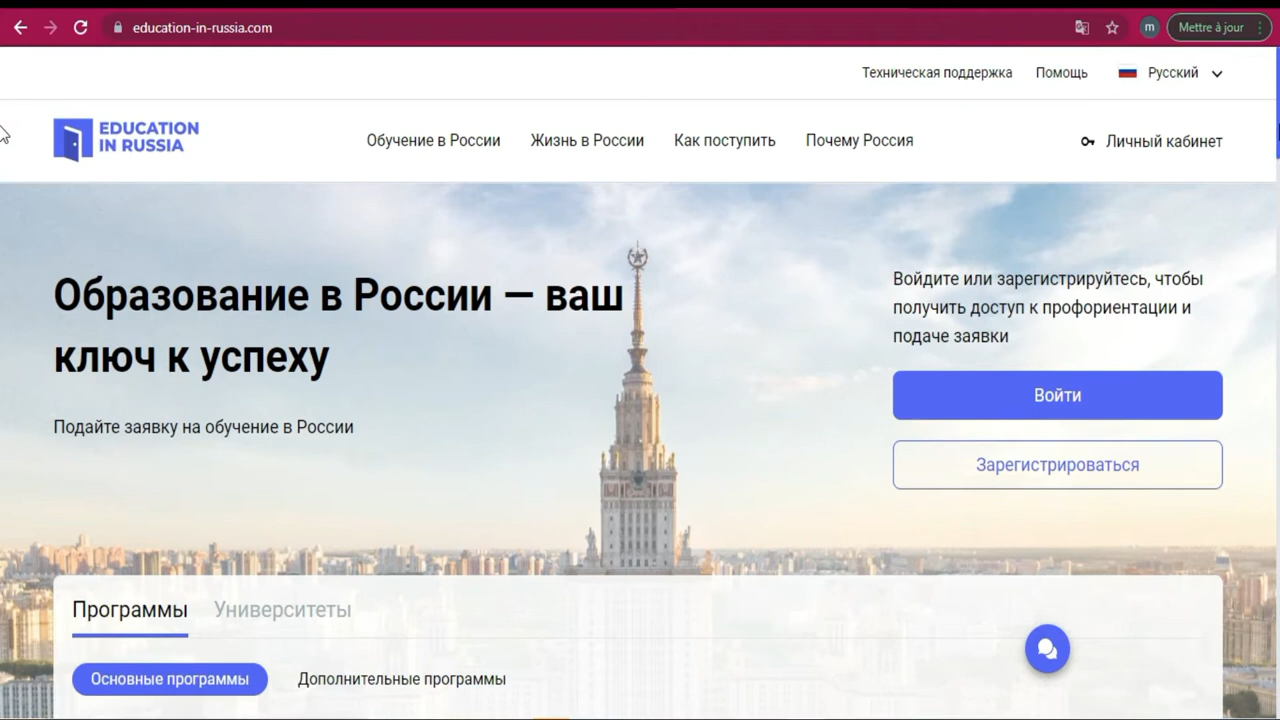 education-in-russia.com
m
Mettre à jour
Техническая поддержка
Помощь
Русский
EDUCATION
IN RUSSIA
Обучение в России
Жизнь в России
Как поступить
Почему Россия
Личный кабинет
Образование в России — ваш
ключ к успеху
Подайте заявку на обучение в России
Войдите или зарегистрируйтесь, чтобы
получить доступ к профориентации и
подаче заявки
Войти
Зарегистрироваться
Программы
Университеты
Основные программы
Дополнительные программы